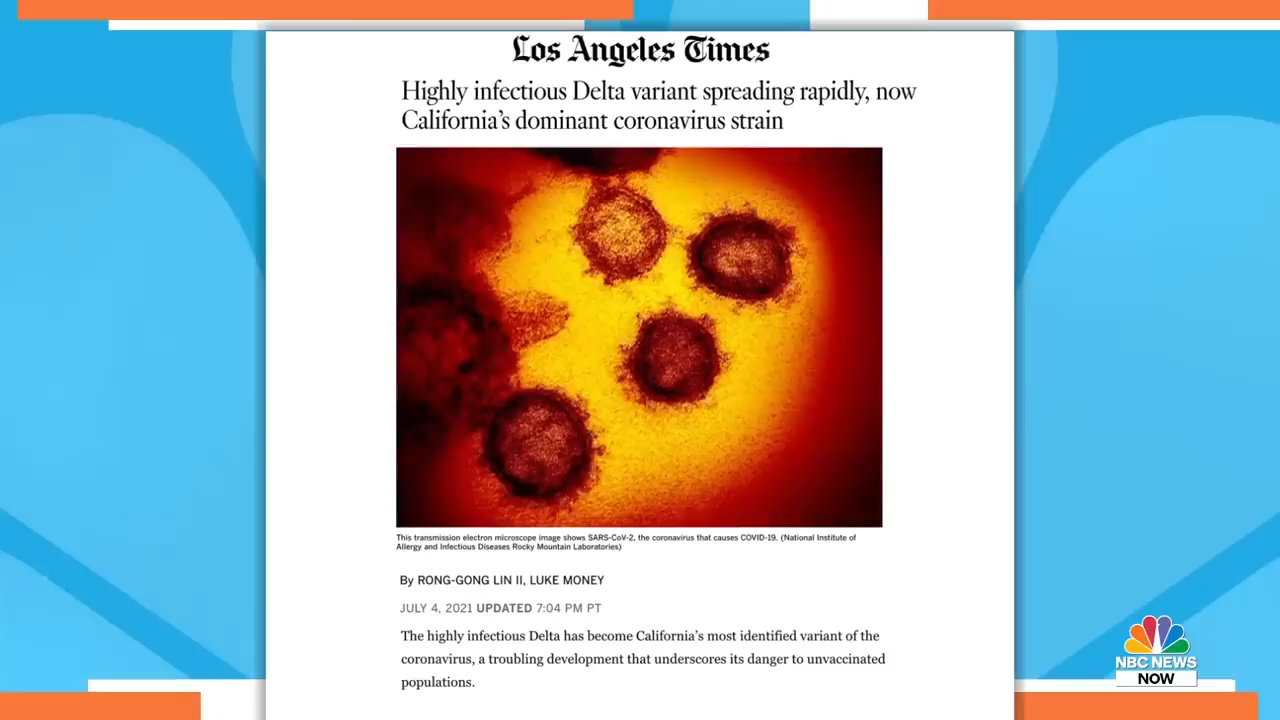 Los Angeles Times
Highly infectious Delta variant spreading rapidly, now
California's dominant coronavirus strain
This transmission electron microscope image shows SARS-CoV-2, the coronavirus that causes COVID-19. (National Institute of
Allergy and Infectious Diseases Rocky Mountain Laboratories)
By RONG-GONG LIN II, LUKE MONEY
JULY 4, 2021 UPDATED 7:04 PM PT
The highly infectious Delta has become California's most identified variant of the
coronavirus, a troubling development that underscores its danger to unvaccinated
populations.
NBC NEWS
NOW